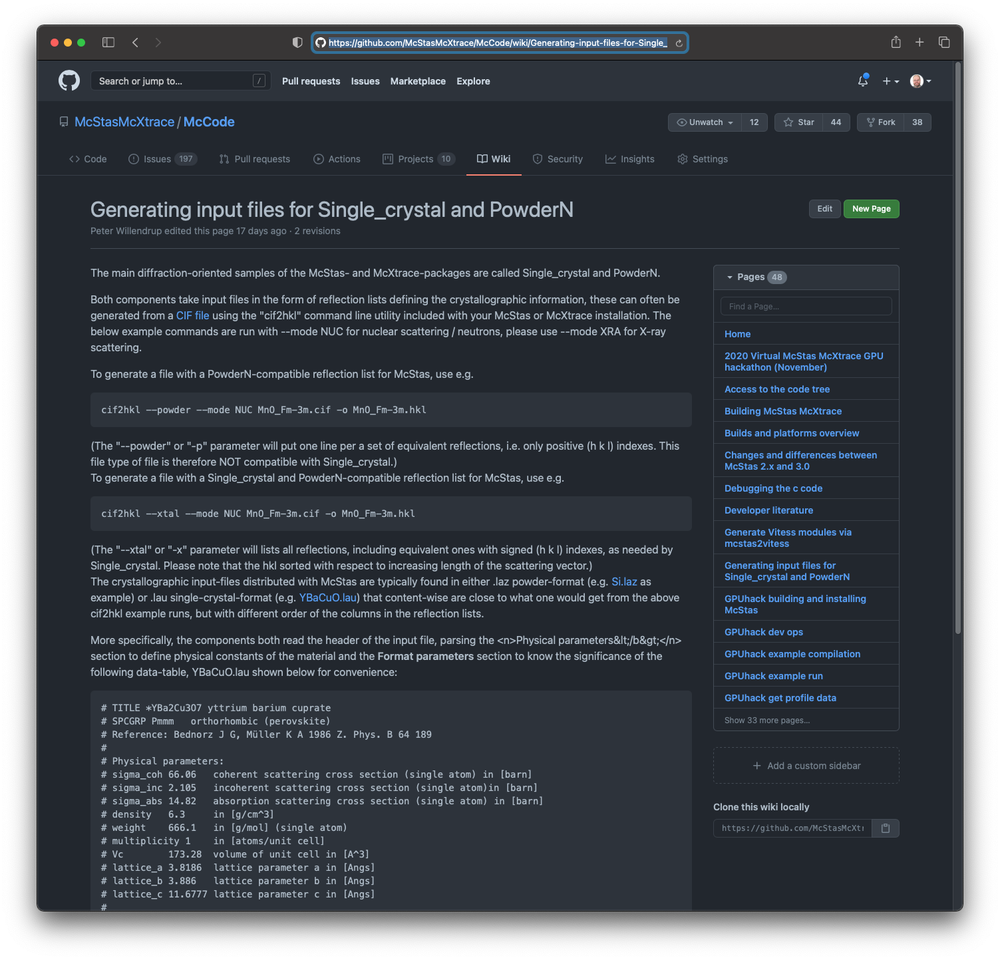 https://github.com/McStasMcXtrace/McCode/wiki/Generating-input-files-for-Single_
Search or jump to...
/
Pull requests
Issues
Marketplace
Explore
McStasMcXtrace / McCode
Unwatch 12
Star 44
Fork 38
Code
Issues 197
Pull requests
Actions
Projects 10
Wiki
Security
Insights
Settings
Generating input files for Single_crystal and PowderN
Edit
New Page
Peter Willendrup edited this page 17 days ago · 2 revisions
The main diffraction-oriented samples of the McStas- and McXtrace-packages are called Single_crystal and PowderN.
Both components take input files in the form of reflection lists defining the crystallographic information, these can often be
generated from a CIF file using the "cif2hkl" command line utility included with your McStas or McXtrace installation. The
below example commands are run with --mode NUC for nuclear scattering / neutrons, please use --mode XRA for X-ray
scattering.
To generate a file with a PowderN-compatible reflection list for McStas, use e.g.
cif2hkl --powder --mode NUC MnO_Fm-3m.cif -o MnO_Fm-3m.hkl
(The "--powder" or "-p" parameter will put one line per a set of equivalent reflections, i.e. only positive (h k l) indexes. This
file type of file is therefore NOT compatible with Single_crystal.)
To generate a file with a Single_crystal and PowderN-compatible reflection list for McStas, use e.g.
cif2hkl --xtal --mode NUC MnO_Fm-3m.cif -o MnO_Fm-3m.hkl
(The "--xtal" or "-x" parameter will lists all reflections, including equivalent ones with signed (h k l) indexes, as needed by
Single_crystal. Please note that the hkl sorted with respect to increasing length of the scattering vector.)
The crystallographic input-files distributed with McStas are typically found in either .laz powder-format (e.g. Si.laz as
example) or .lau single-crystal-format (e.g. YBaCuO.lau) that content-wise are close to what one would get from the above
cif2hkl example runs, but with different order of the columns in the reflection lists.
More specifically, the components both read the header of the input file, parsing the <n>Physical parameters&lt;/b&gt;</n>
section to define physical constants of the material and the Format parameters section to know the significance of the
following data-table, YBaCuO.lau shown below for convenience:
# TITLE *YBa2Cu3O7 yttrium barium cuprate
# SPCGRP Pmmm   orthorhombic (perovskite)
# Reference: Bednorz J G, Müller K A 1986 Z. Phys. B 64 189
#
# Physical parameters:
# sigma_coh 66.06   coherent scattering cross section (single atom) in [barn]
# sigma_inc 2.105   incoherent scattering cross section (single atom)in [barn]
# sigma_abs 14.82   absorption scattering cross section (single atom) in [barn]
# density   6.3     in [g/cm^3]
# weight    666.1   in [g/mol] (single atom)
# multiplicity 1    in [atoms/unit cell]
# Vc        173.28  volume of unit cell in [A^3]
# lattice_a 3.8186  lattice parameter a in [Angs]
# lattice_b 3.886   lattice parameter b in [Angs]
# lattice_c 11.6777 lattice parameter c in [Angs]
#
Pages 48
Find a Page...
Home
2020 Virtual McStas McXtrace GPU
hackathon (November)
Access to the code tree
Building McStas McXtrace
Builds and platforms overview
Changes and differences between
McStas 2.x and 3.0
Debugging the c code
Developer literature
Generate Vitess modules via
mcstas2vitess
Generating input files for
Single_crystal and PowderN
GPUhack building and installing
McStas
GPUhack dev ops
GPUhack example compilation
GPUhack example run
GPUhack get profile data
Show 33 more pages...
+ Add a custom sidebar
Clone this wiki locally
https://github.com/McStasMcXtr